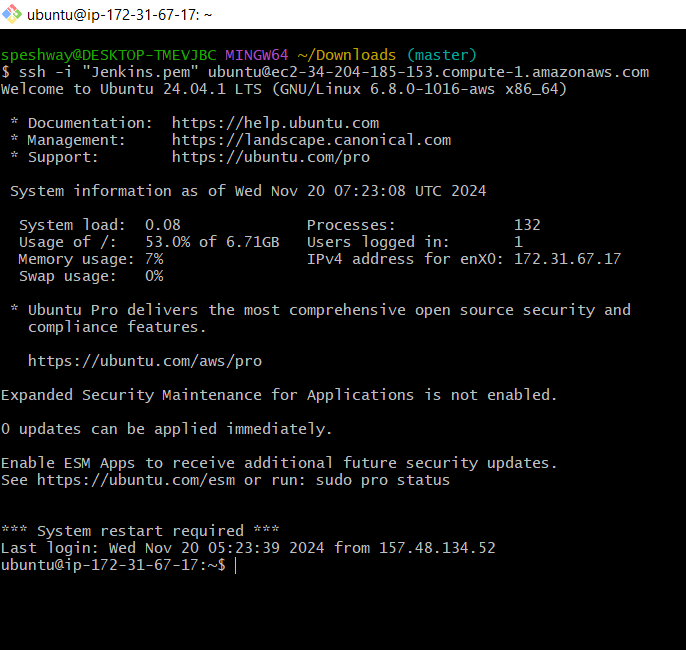 ubuntu@ip-172-31-67-17: ~
speshway@DESKTOP-TMEVJBC MINGW64 ~/Downloads (master)
$ ssh -i "Jenkins.pem" ubuntu@ec2-34-204-185-153.compute-1.amazonaws.com
Welcome to Ubuntu 24.04.1 LTS (GNU/Linux 6.8.0-1016-aws x86_64)
* Documentation:  https://help.ubuntu.com
* Management:     https://landscape.canonical.com
* Support:        https://ubuntu.com/pro
System information as of Wed Nov 20 07:23:08 UTC 2024
System load:  0.08              Processes:             132
Usage of /:   53.0% of 6.71GB   Users logged in:       1
Memory usage: 7%                IPv4 address for enX0: 172.31.67.17
Swap usage:   0%
* Ubuntu Pro delivers the most comprehensive open source security and
compliance features.
https://ubuntu.com/aws/pro
Expanded Security Maintenance for Applications is not enabled.
0 updates can be applied immediately.
Enable ESM Apps to receive additional future security updates.
See https://ubuntu.com/esm or run: sudo pro status
*** System restart required ***
Last login: Wed Nov 20 05:23:39 2024 from 157.48.134.52
ubuntu@ip-172-31-67-17:~$